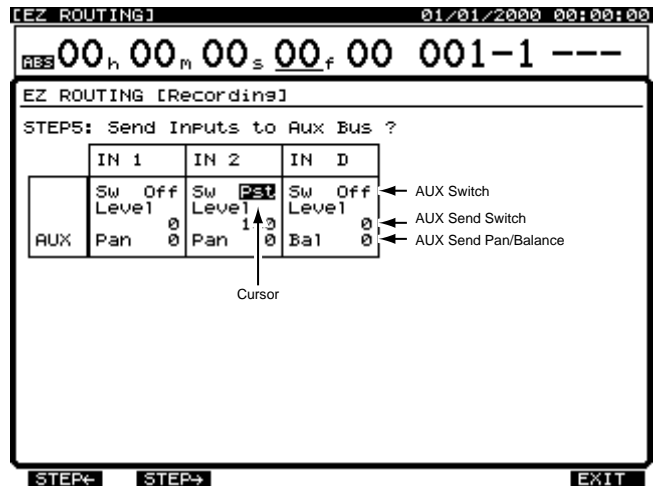 [EZ ROUTING] 01/01/2000 00:00:00
ABS 00h 00m 00s 00f 00 001-1 ---
EZ ROUTING [Recording]
STEP5: Send Inputs to Aux Bus ?
IN 1 IN 2 IN D
Sw Off Sw Pst Sw Off AUX Switch
Level Level Level
0 0 AUX Send Switch
AUX Pan 0 Pan 0 Bal 0 AUX Send Pan/Balance
Cursor
STEP← STEP→ EXIT